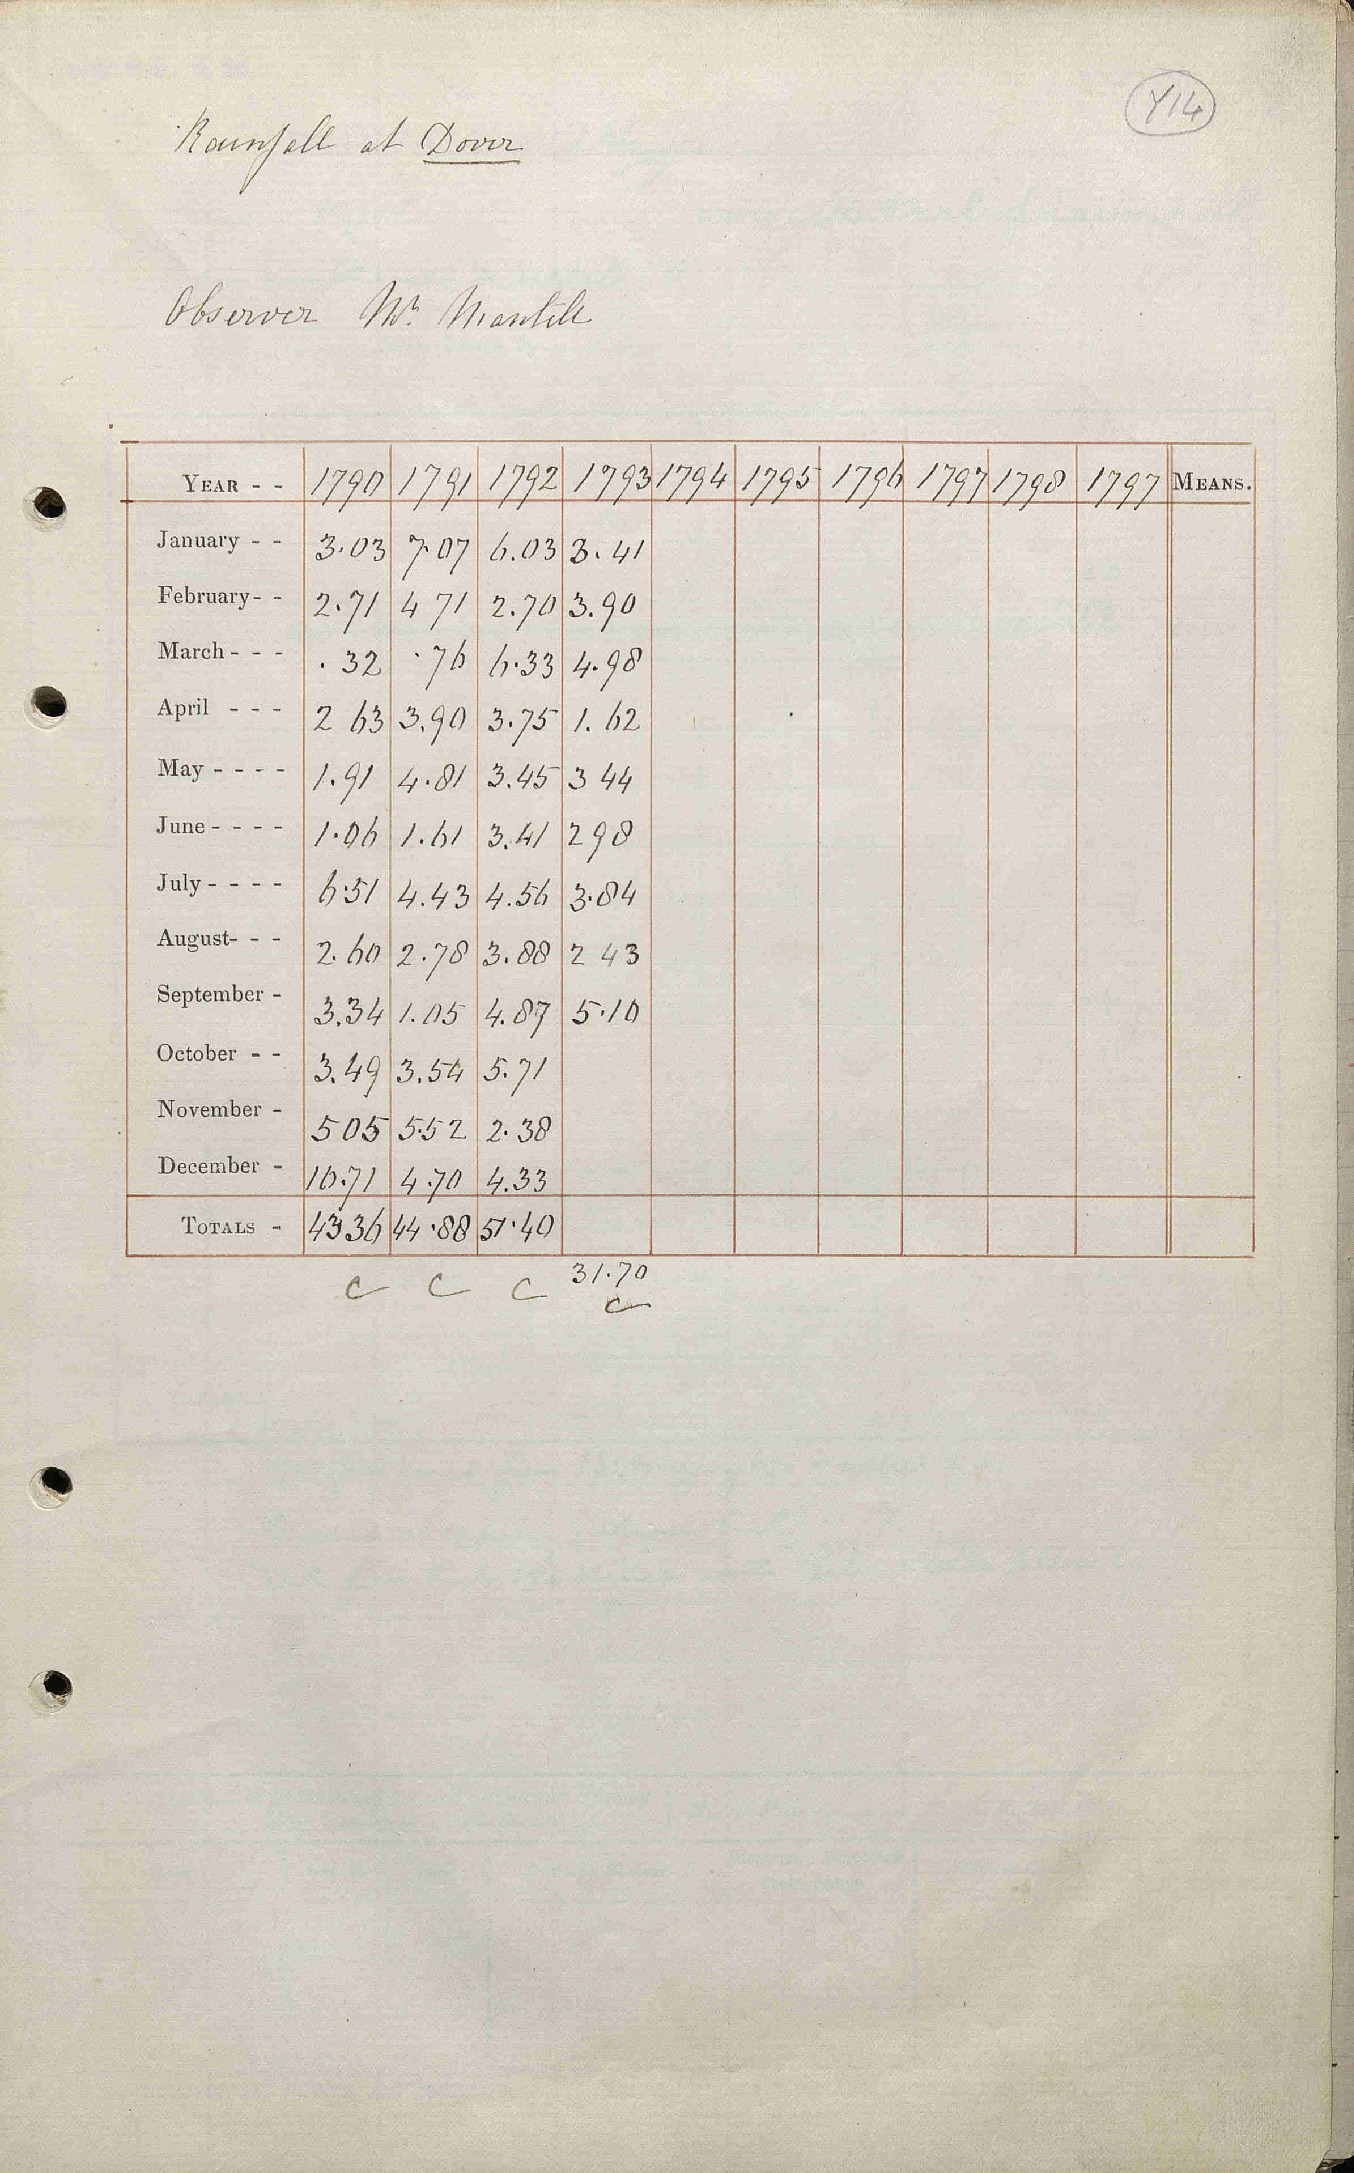 Y14
Rainfall at Dover
Observer Mr. Mantell
YEAR - - 1790 1791 1792 1793 1794 1795 1796 1797 1798 1797 MEANS.
January - - 3.03 7.07 6.03 3.41
February - - 2.71 4 71 2.70 3.90
March - - - .32 .76 6.33 4.98
April - - - 2 63 3.90 3.75 1.62
May - - - - 1.91 4.81 3.45 3 44
June - - - - 1.06 1.61 3.41 2 98
July - - - - 6.51 4.43 4.56 3.84
August - - - 2.60 2.78 3.88 2 43
September - 3.34 1.05 4.87 5.10
October - - 3.49 3.54 5.71
November - 5 05 5.52 2.38
December - 10.71 4.70 4.33
TOTALS - 43 36 44.88 51.40
31.70
c c c
c